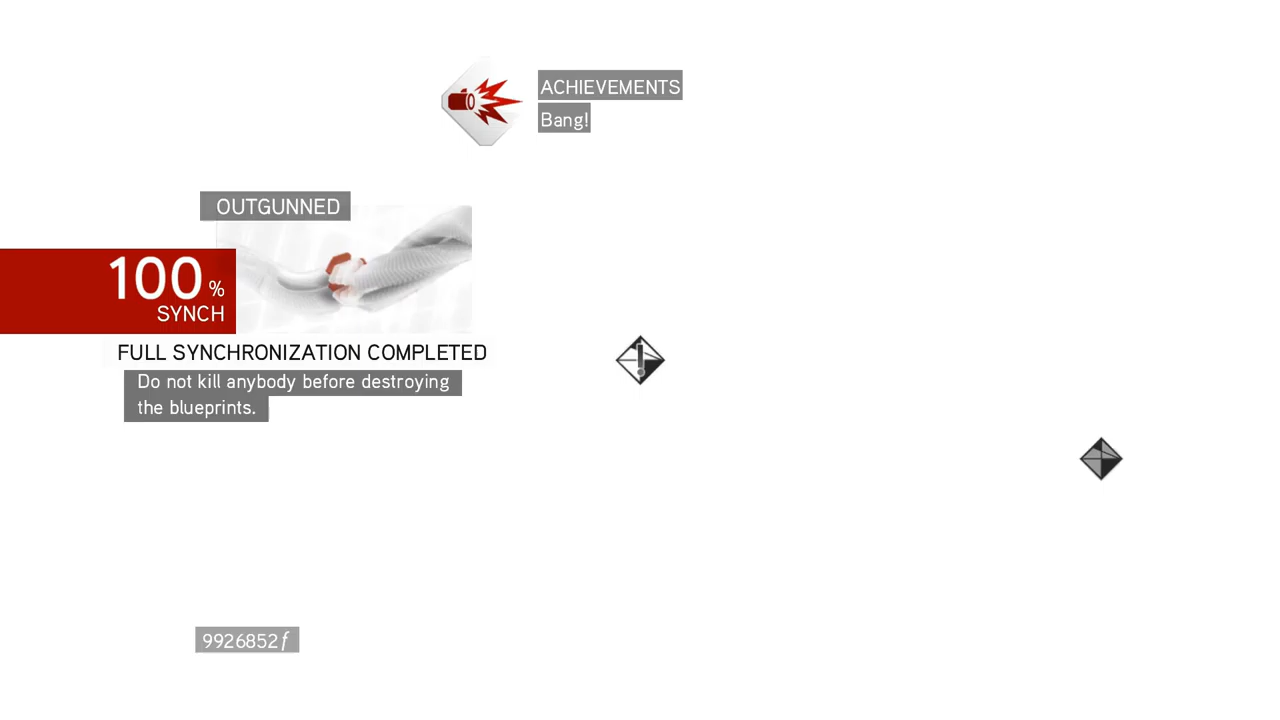 ACHIEVEMENTS
Bang!
OUTGUNNED
100%
SYNCH
FULL SYNCHRONIZATION COMPLETED
Do not kill anybody before destroying
the blueprints.
9926852ƒ